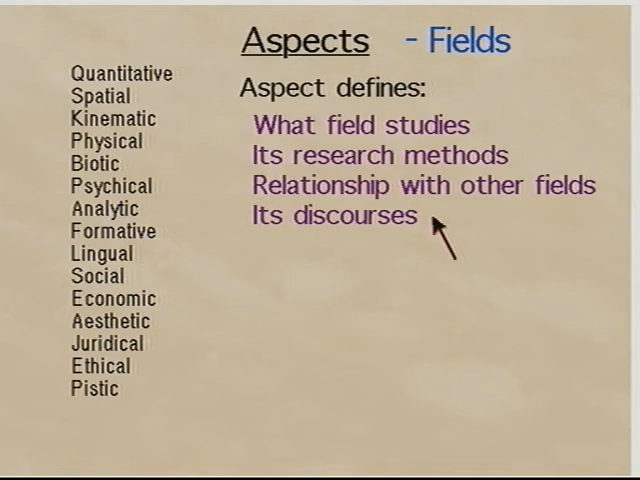 Aspects - Fields
Quantitative
Spatial
Kinematic
Physical
Biotic
Psychical
Analytic
Formative
Lingual
Social
Economic
Aesthetic
Juridical
Ethical
Pistic
Aspect defines:
What field studies
Its research methods
Relationship with other fields
Its discourses